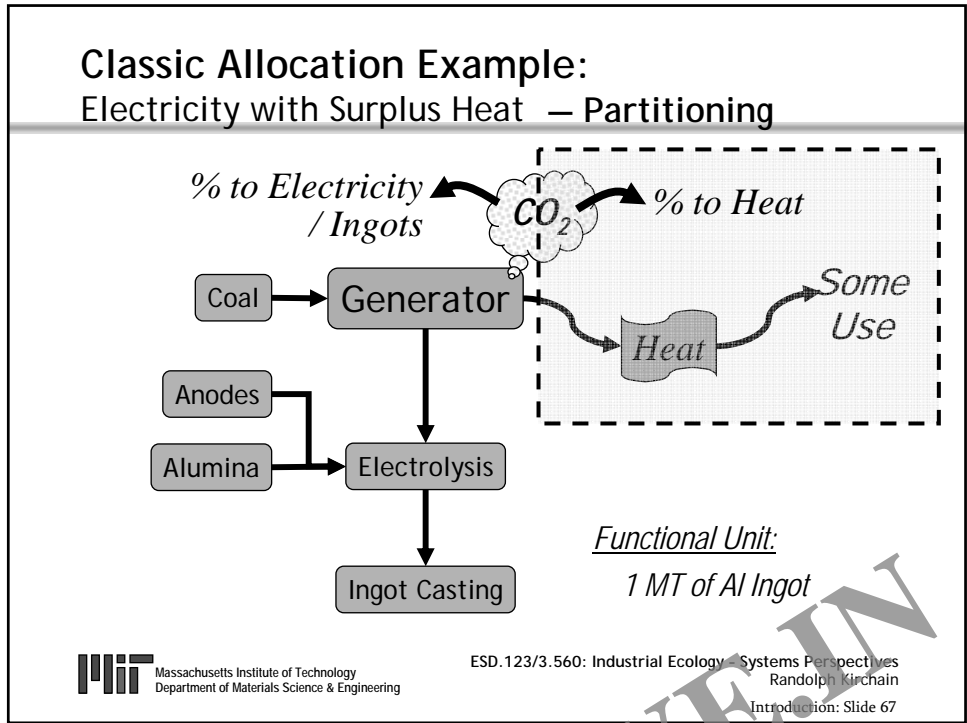 Classic Allocation Example:
Electricity with Surplus Heat — Partitioning
% to Electricity
/ Ingots
CO2
% to Heat
Coal
Generator
Some
Use
Heat
Anodes
Alumina
Electrolysis
Functional Unit:
1 MT of Al Ingot
Ingot Casting
Massachusetts Institute of Technology
Department of Materials Science & Engineering
ESD.123/3.560: Industrial Ecology - Systems Perspectives
Randolph Kirchain
Introduction: Slide 67